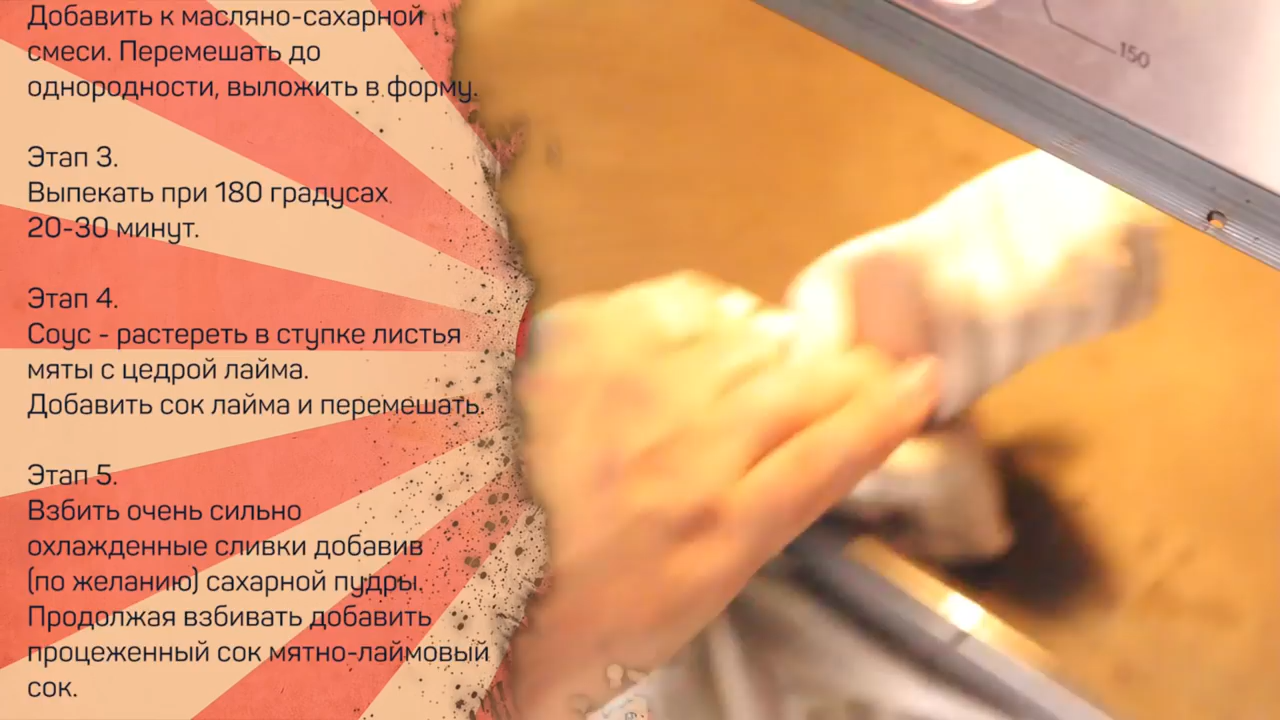 Добавить к масляно-сахарной
смеси. Перемешать до
однородности, выложить в форму.
Этап 3.
Выпекать при 180 градусах
20-30 минут.
Этап 4.
Соус - растереть в ступке листья
мяты с цедрой лайма.
Добавить сок лайма и перемешать.
Этап 5.
Взбить очень сильно
охлажденные сливки добавив
(по желанию) сахарной пудры.
Продолжая взбивать добавить
процеженный сок мятно-лаймовый
сок.
150